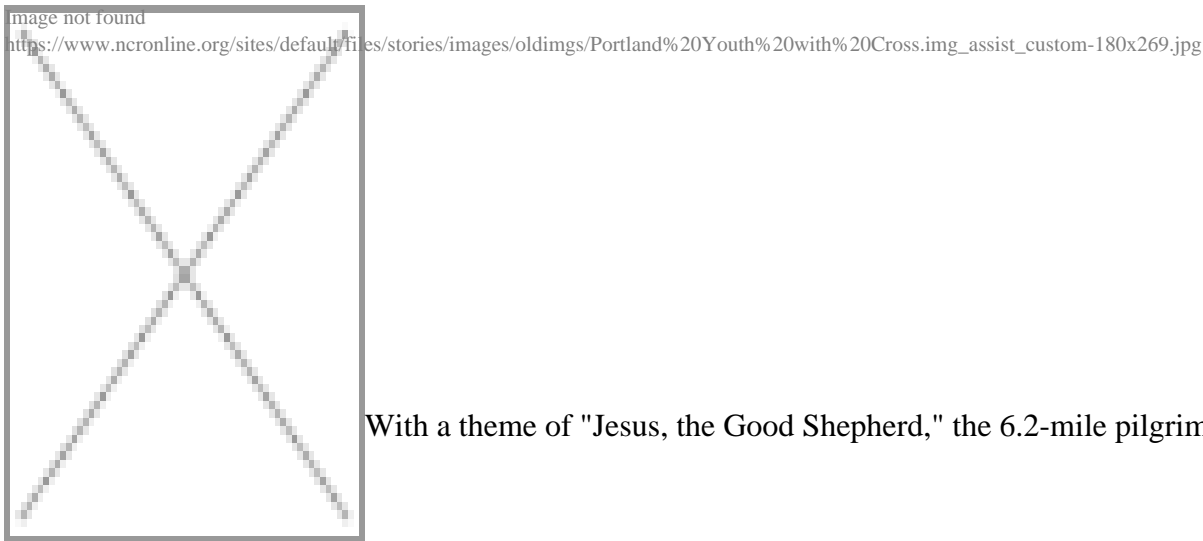 Image not found
https://www.ncronline.org/sites/default/files/stories/images/oldimgs/Portland%20Youth%20with%20Cross.img_assist_custom-180x269.jpg
With a theme of "Jesus, the Good Shepherd," the 6.2-mile pilgrim